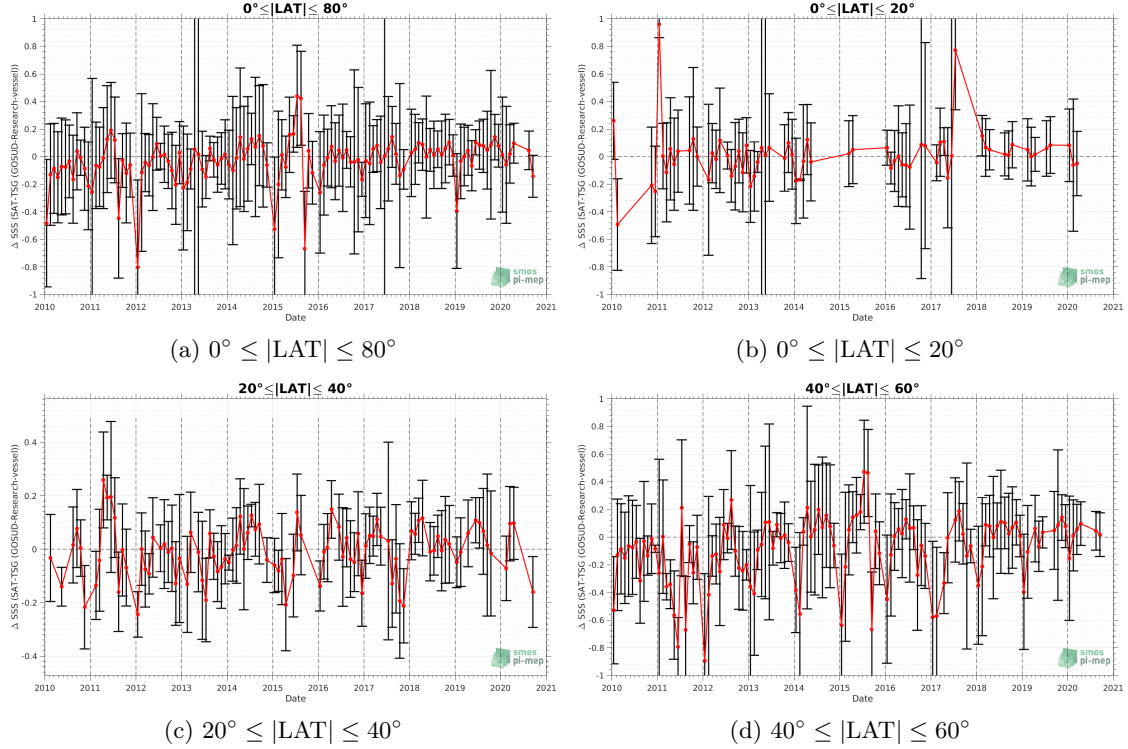 0°≤|LAT|≤ 80°
Δ SSS (SAT-TSG (GOSUD-Research-vessel))
1
0.8
0.6
0.4
0.2
0
-0.2
-0.4
-0.6
-0.8
-1
2010 2011 2012 2013 2014 2015 2016 2017 2018 2019 2020 2021
Date
smos
pi-mep
(a) 0° ≤ |LAT| ≤ 80°
0°≤|LAT|≤ 20°
Δ SSS (SAT-TSG (GOSUD-Research-vessel))
1
0.8
0.6
0.4
0.2
0
-0.2
-0.4
-0.6
-0.8
-1
2010 2011 2012 2013 2014 2015 2016 2017 2018 2019 2020 2021
Date
smos
pi-mep
(b) 0° ≤ |LAT| ≤ 20°
20°≤|LAT|≤ 40°
Δ SSS (SAT-TSG (GOSUD-Research-vessel))
0.4
0.2
0
-0.2
-0.4
2010 2011 2012 2013 2014 2015 2016 2017 2018 2019 2020 2021
Date
smos
pi-mep
(c) 20° ≤ |LAT| ≤ 40°
40°≤|LAT|≤ 60°
Δ SSS (SAT-TSG (GOSUD-Research-vessel))
1
0.8
0.6
0.4
0.2
0
-0.2
-0.4
-0.6
-0.8
-1
2010 2011 2012 2013 2014 2015 2016 2017 2018 2019 2020 2021
Date
smos
pi-mep
(d) 40° ≤ |LAT| ≤ 60°